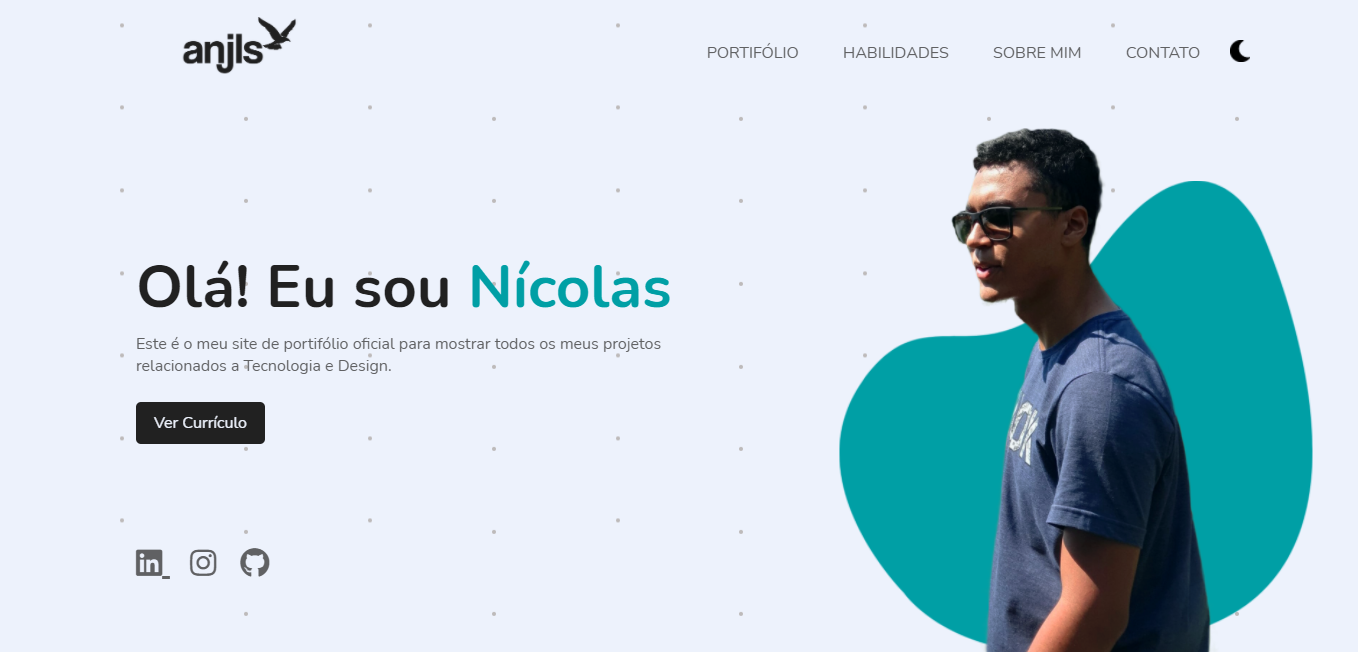 anjls
PORTIFÓLIO HABILIDADES SOBRE MIM CONTATO
Olá! Eu sou Nícolas
Este é o meu site de portifólio oficial para mostrar todos os meus projetos
relacionados a Tecnologia e Design.
Ver Currículo
in